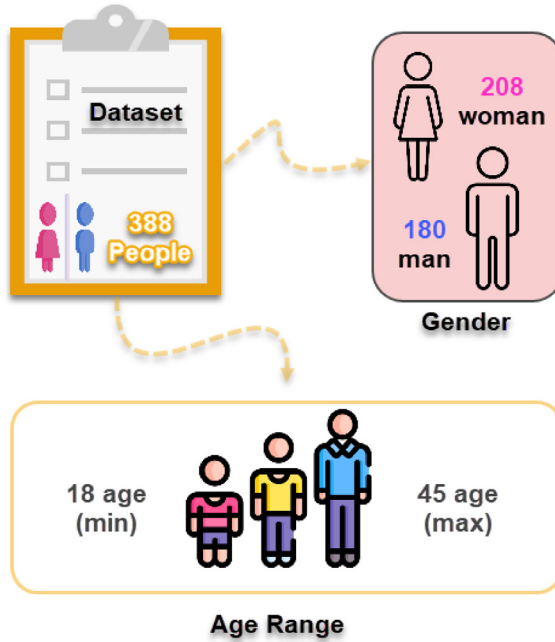 Dataset
388
People
208
woman
180
man
Gender
18 age
(min)
45 age
(max)
Age Range